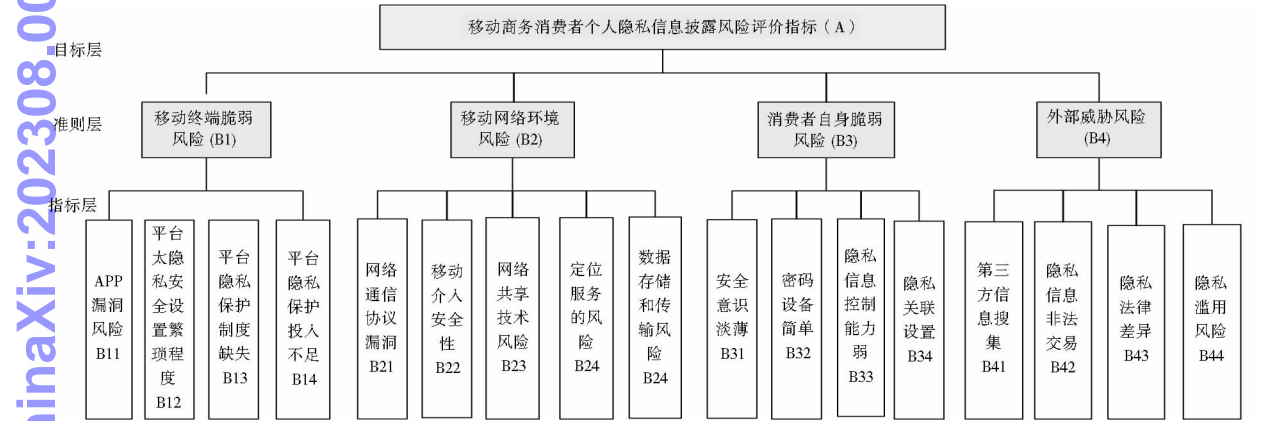 chinaXiv:202308.00
移动商务消费者个人隐私信息披露风险评价指标（A）
目标层
准则层
移动终端脆弱
风险 (B1)
移动网络环境
风险 (B2)
消费者自身脆弱
风险 (B3)
外部威胁风险
(B4)
指标层
APP
漏洞
风险
B11
平台
太隐
私安
全设
置繁
琐程
度
B12
平台
隐私
保护
制度
缺失
B13
平台
隐私
保护
投入
不足
B14
网络
通信
协议
漏洞
B21
移动
介入
安全
性
B22
网络
共享
技术
风险
B23
定位
服务
的风
险
B24
数据
存储
和传
输风
险
B24
安全
意识
淡薄
B31
密码
设备
简单
B32
隐私
信息
控制
能力
弱
B33
隐私
关联
设置
B34
第三
方信
息搜
集
B41
隐私
信息
非法
交易
B42
隐私
法律
差异
B43
隐私
滥用
风险
B44